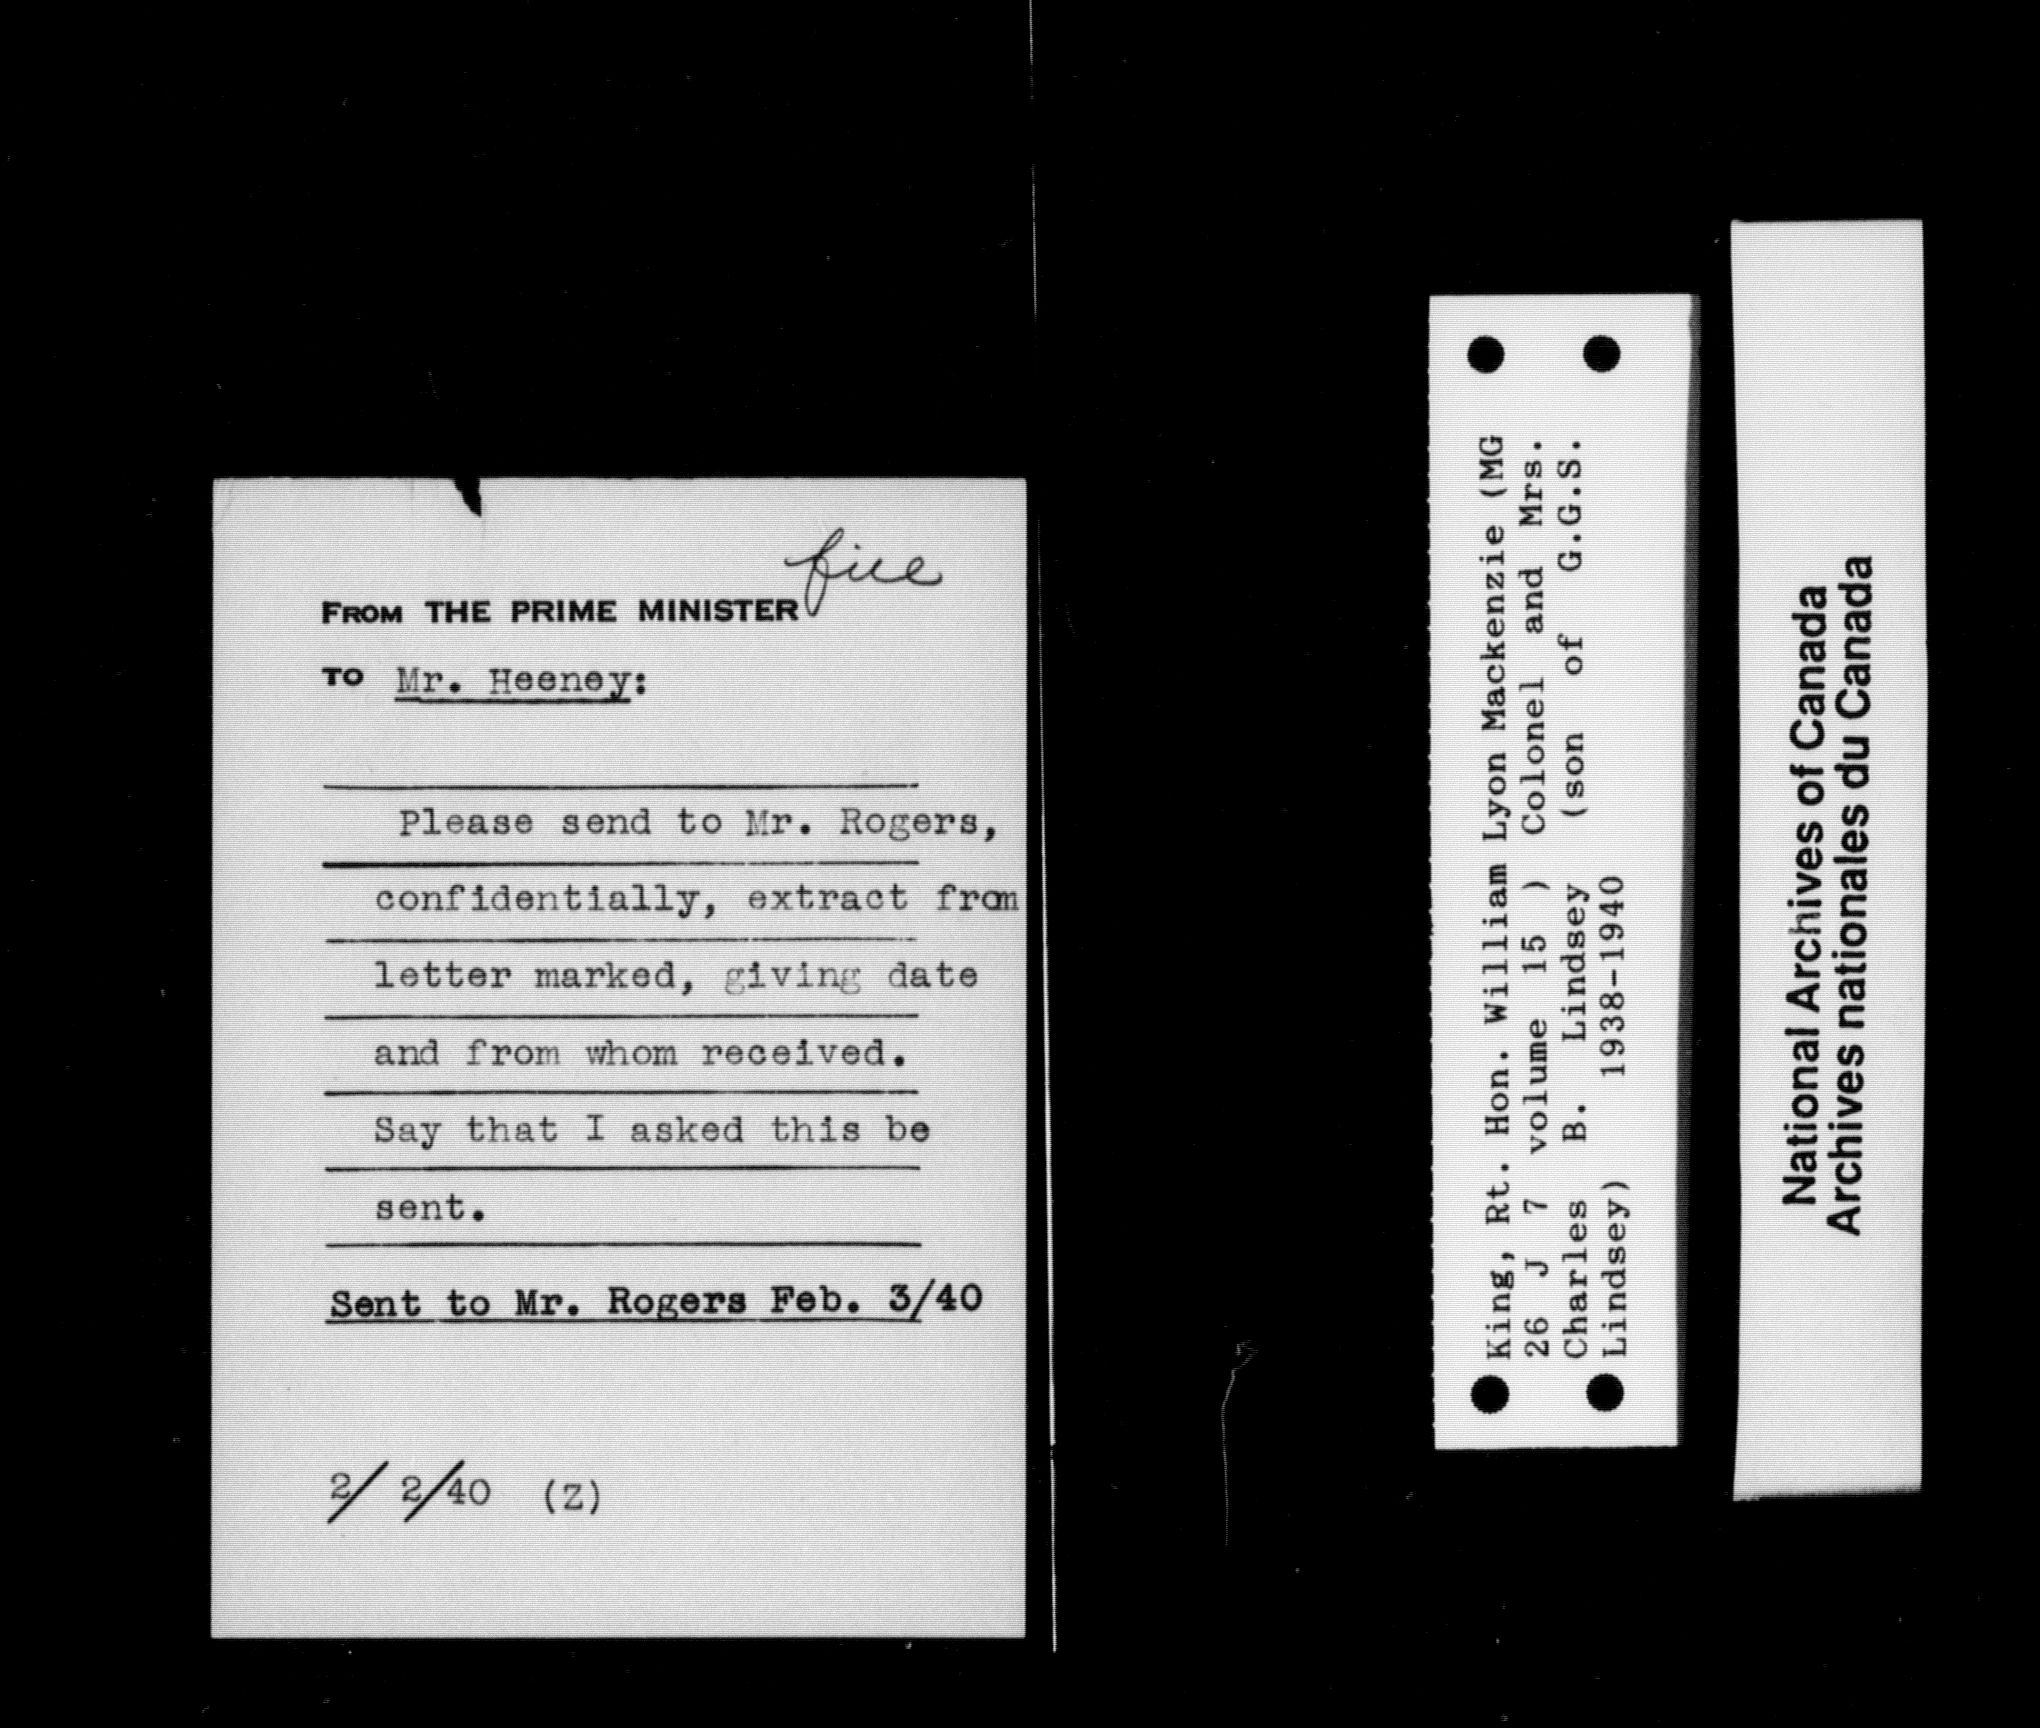 file
FROM THE PRIME MINISTER
TO Mr. Heeney:
Please send to Mr. Rogers,
confidentially, extract from
letter marked, giving date
and from whom received.
Say that I asked this be
sent.
Sent to Mr. Rogers Feb. 3/40
2/ 2/40 (Z)
King, Rt. Hon. William Lyon Mackenzie (MG
26 J 7 volume 15 ) Colonel and Mrs.
Charles B. Lindsey (son of G.G.S.
Lindsey) 1938-1940
National Archives of Canada
Archives nationales du Canada